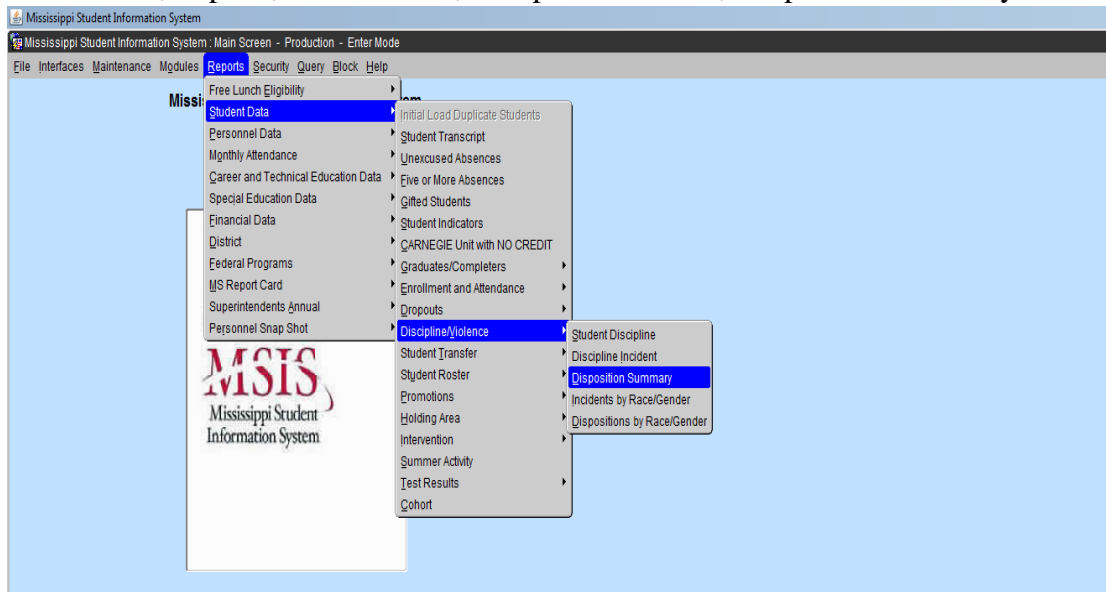 Mississippi Student Information System
Mississippi Student Information System : Main Screen - Production - Enter Mode
File Interfaces Maintenance Modules Reports Security Query Block Help
Missi
Free Lunch Eligibility
Student Data
Personnel Data
Monthly Attendance
Career and Technical Education Data
Special Education Data
Financial Data
District
Federal Programs
MS Report Card
Superintendents Annual
Personnel Snap Shot
Initial Load Duplicate Students
Student Transcript
Unexcused Absences
Five or More Absences
Gifted Students
Student Indicators
CARNEGIE Unit with NO CREDIT
Graduates/Completers
Enrollment and Attendance
Dropouts
Discipline/Violence
Student Transfer
Student Roster
Promotions
Holding Area
Intervention
Summer Activity
Test Results
Cohort
Student Discipline
Discipline Incident
Disposition Summary
Incidents by Race/Gender
Dispositions by Race/Gender
MSIS
Mississippi Student
Information System